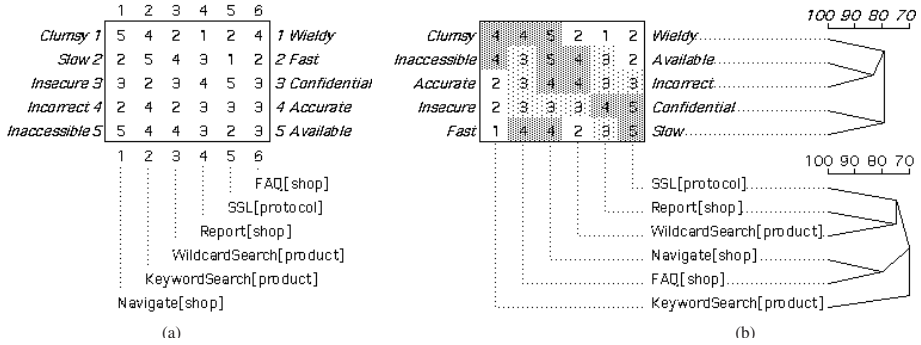 1 2 3 4 5 6
Clumsy 1 5 4 2 1 2 4 1 Wieldy
Slow 2 2 5 4 3 1 2 2 Fast
Insecure 3 3 2 3 4 5 3 3 Confidential
Incorrect 4 2 4 2 3 3 3 4 Accurate
Inaccessible 5 5 4 4 3 2 3 5 Available
1 2 3 4 5 6
FAQ[shop]
SSL[protocol]
Report[shop]
WildcardSearch[product]
KeywordSearch[product]
Navigate[shop]
(a)
100 90 80 70
Clumsy 4 4 5 2 1 2 Wieldy
Inaccessible 4 3 5 4 3 2 Available
Accurate 2 3 4 4 3 3 Incorrect
Insecure 2 3 3 3 4 5 Confidential
Fast 1 4 4 2 3 5 Slow
100 90 80 70
SSL[protocol]
Report[shop]
WildcardSearch[product]
Navigate[shop]
FAQ[shop]
KeywordSearch[product]
(b)